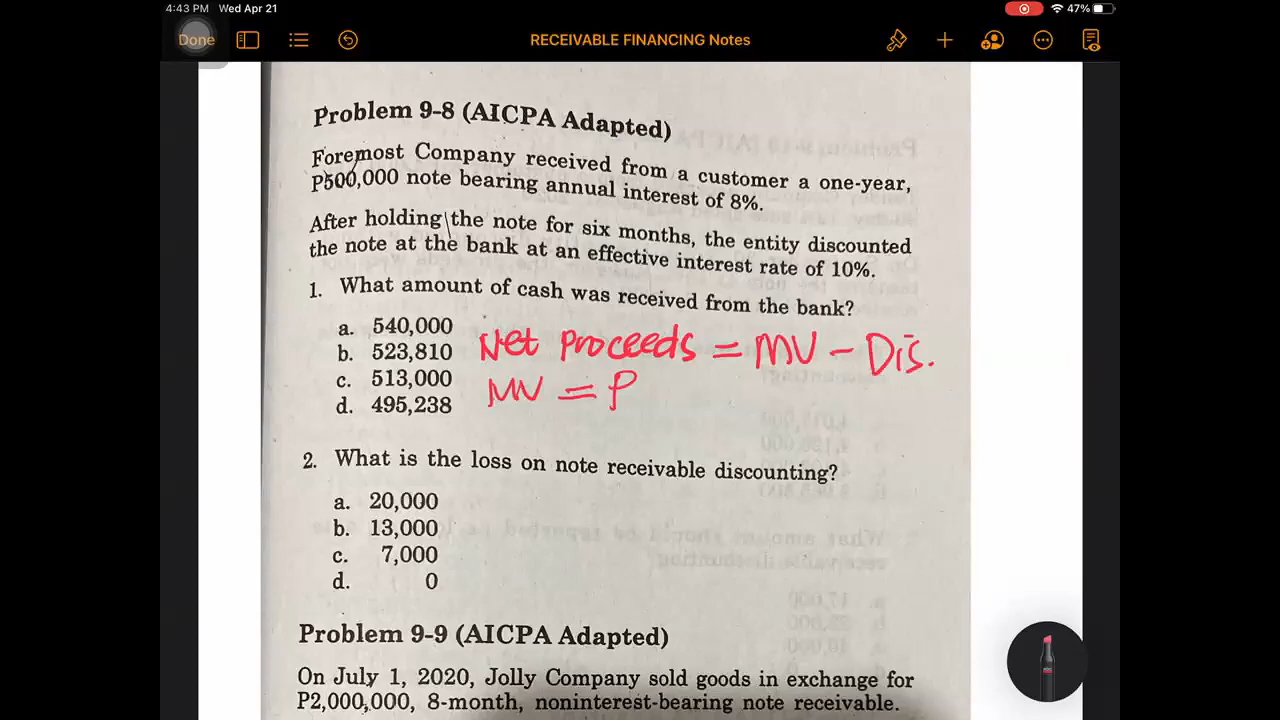 4:43 PM Wed Apr 21
47%
Done
RECEIVABLE FINANCING Notes
Problem 9-8 (AICPA Adapted)
Foremost Company received from a customer a one-year,
P500,000 note bearing annual interest of 8%.
After holding the note for six months, the entity discounted
the note at the bank at an effective interest rate of 10%.
1. What amount of cash was received from the bank?
a. 540,000
b. 523,810
c. 513,000
d. 495,238
Net Proceeds = MV - Dis.
MV = P
2. What is the loss on note receivable discounting?
a. 20,000
b. 13,000
c. 7,000
d. 0
Problem 9-9 (AICPA Adapted)
On July 1, 2020, Jolly Company sold goods in exchange for
P2,000,000, 8-month, noninterest-bearing note receivable.